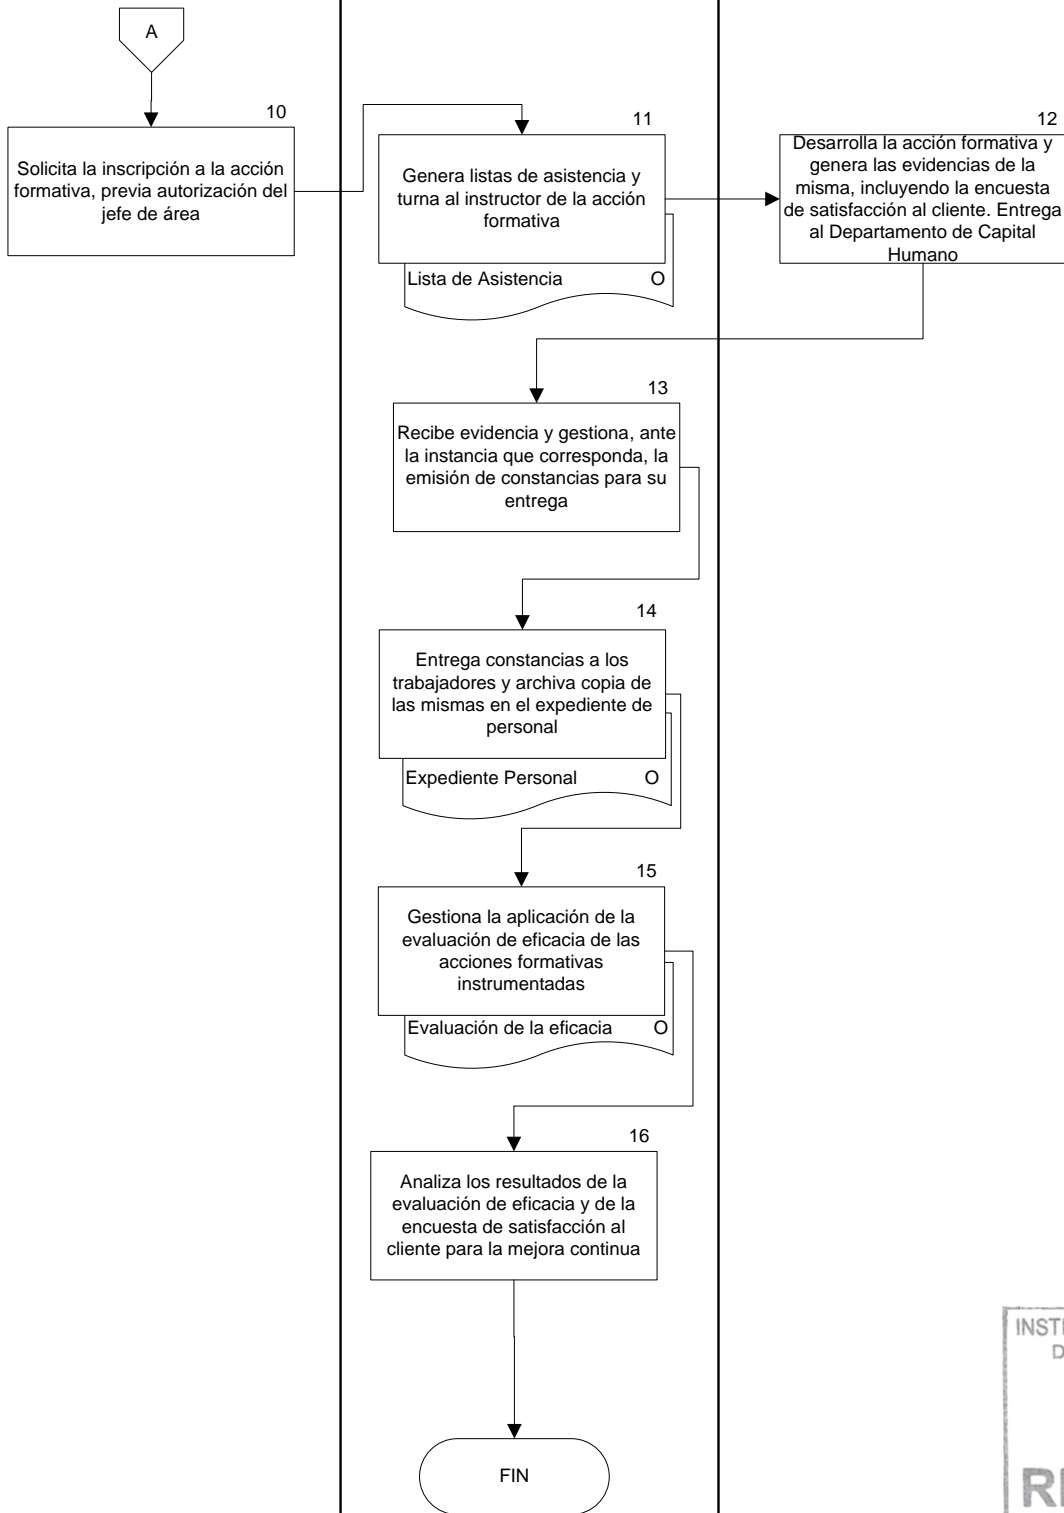 A
10
Solicita la inscripción a la acción
formativa, previa autorización del
jefe de área
11
Genera listas de asistencia y
turna al instructor de la acción
formativa
Lista de Asistencia O
12
Desarrolla la acción formativa y
genera las evidencias de la
misma, incluyendo la encuesta
de satisfacción al cliente. Entrega
al Departamento de Capital
Humano
13
Recibe evidencia y gestiona, ante
la instancia que corresponda, la
emisión de constancias para su
entrega
14
Entrega constancias a los
trabajadores y archiva copia de
las mismas en el expediente de
personal
Expediente Personal O
15
Gestiona la aplicación de la
evaluación de eficacia de las
acciones formativas
instrumentadas
Evaluación de la eficacia O
16
Analiza los resultados de la
evaluación de eficacia y de la
encuesta de satisfacción al
cliente para la mejora continua
FIN